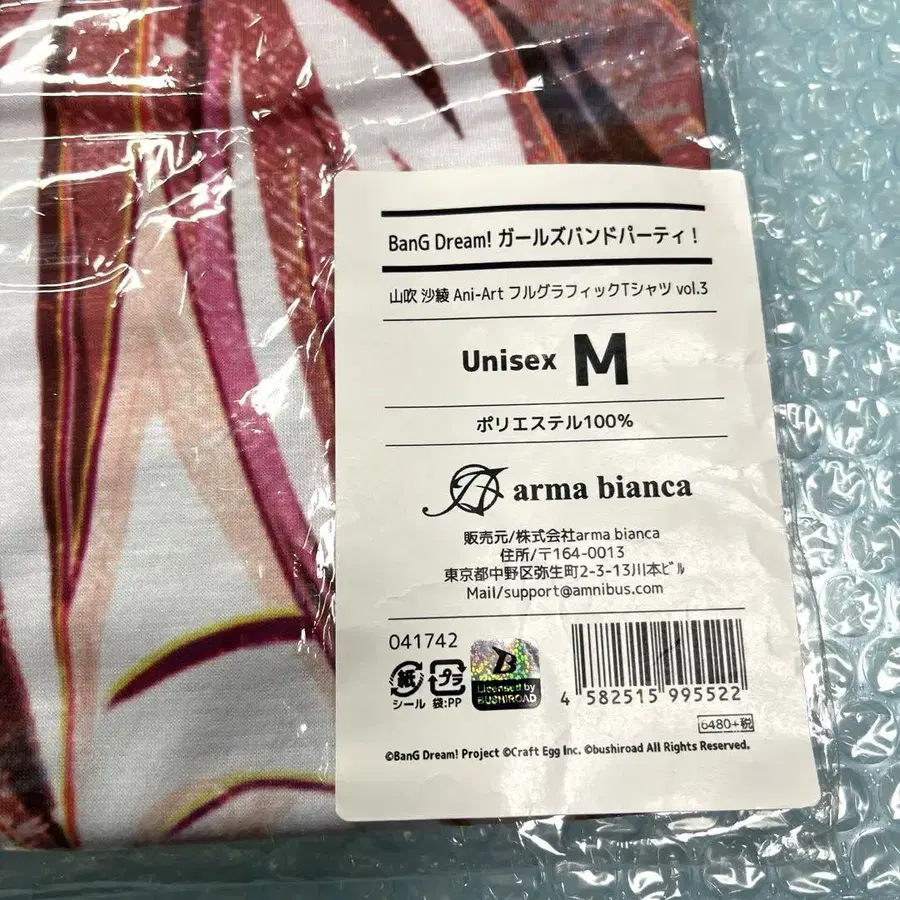 BanG Dream! ガールズバンドパーティ!
山吹 沙綾 Ani-Art フルグラフィックTシャツ vol.3
Unisex M
ポリエステル100%
arma bianca
販売元/株式会社arma bianca
住所/〒164-0013
東京都中野区弥生町2-3-13川本ビル
Mail/support@amnibus.com
041742
紙 プラ
シール 袋:PP
B
Licensed by
BUSHIROAD
4 582515 995522
6480+税
©BanG Dream! Project ©Craft Egg Inc. ©bushiroad All Rights Reserved.